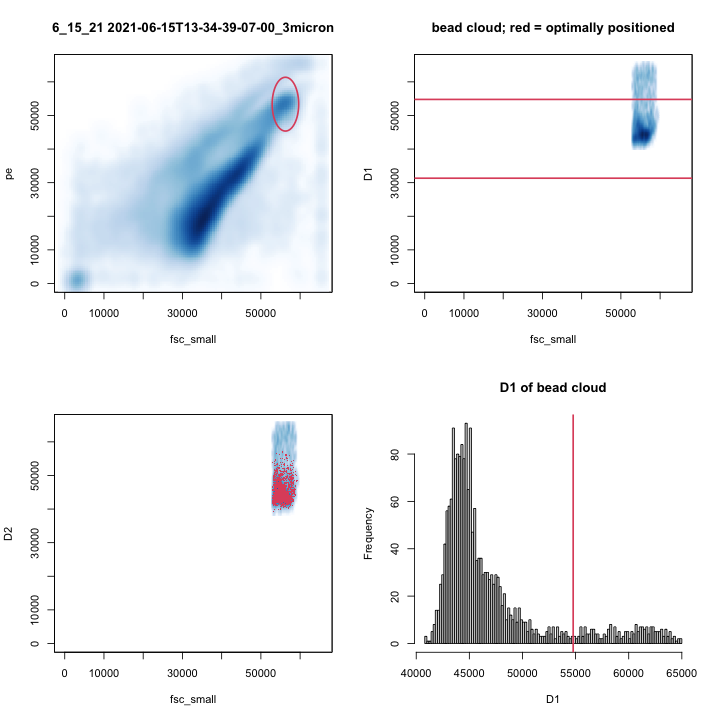 6_15_21 2021-06-15T13-34-39-07-00_3micron
pe
50000
30000
10000
0
0 10000 30000 50000
fsc_small
bead cloud; red = optimally positioned
D1
50000
30000
10000
0
0 10000 30000 50000
fsc_small
D2
50000
30000
10000
0
0 10000 30000 50000
fsc_small
D1 of bead cloud
Frequency
80
60
40
20
0
40000 45000 50000 55000 60000 65000
D1